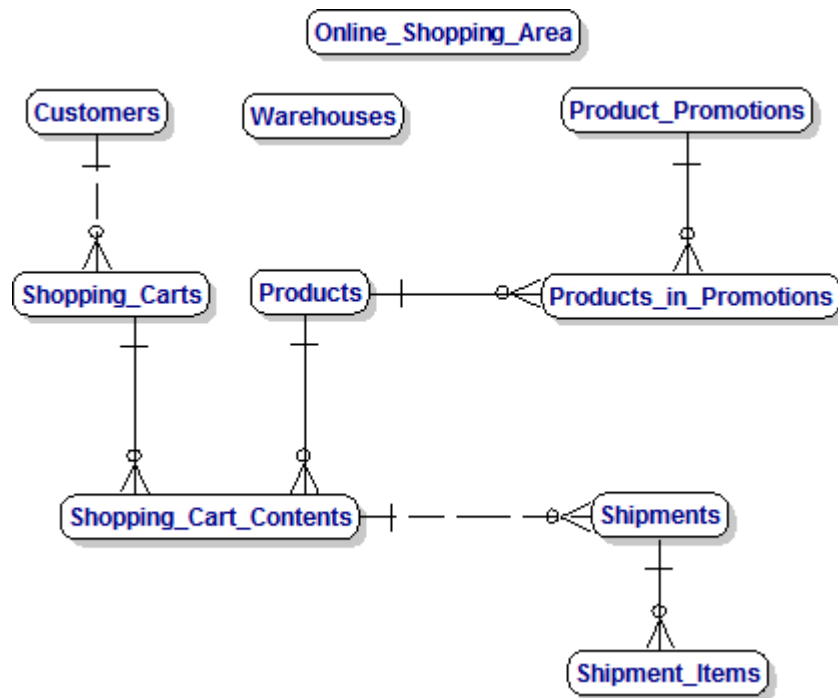 Online_Shopping_Area
Customers
Warehouses
Product_Promotions
Shopping_Carts
Products
Products_in_Promotions
Shopping_Cart_Contents
Shipments
Shipment_Items